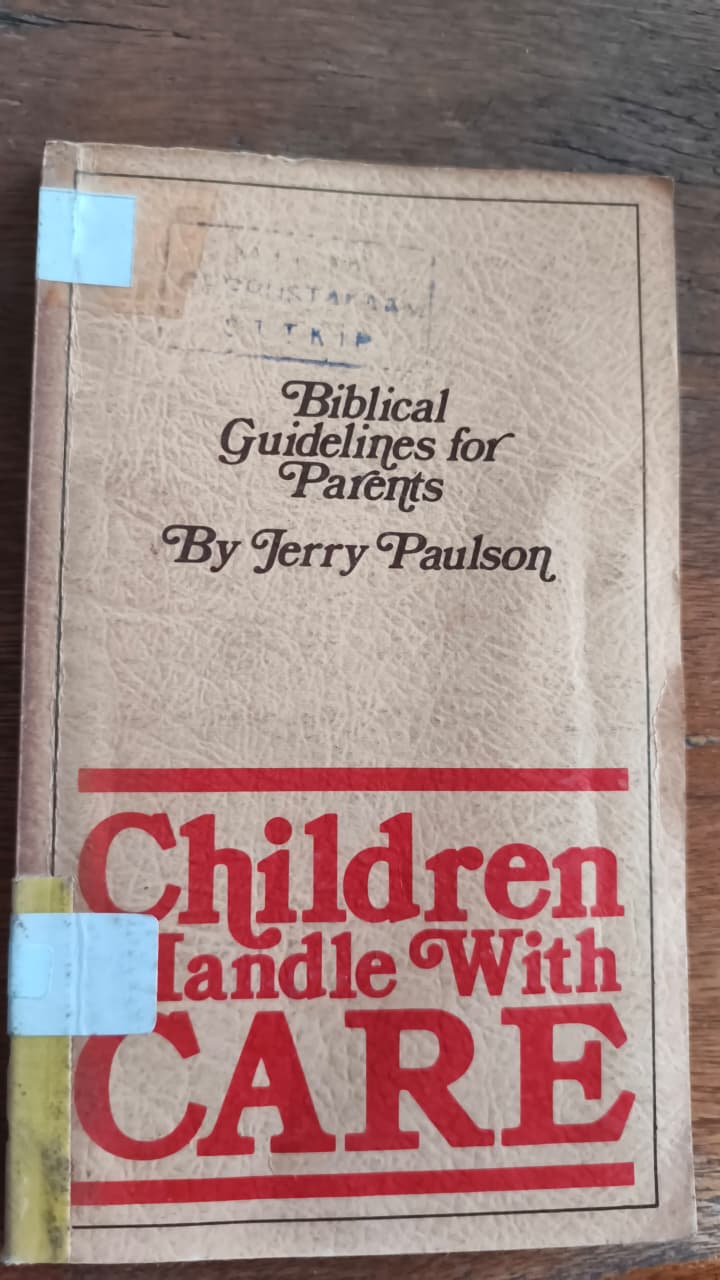 Biblical
Guidelines for
Parents
By Jerry Paulson
Children
Handle With
CARE